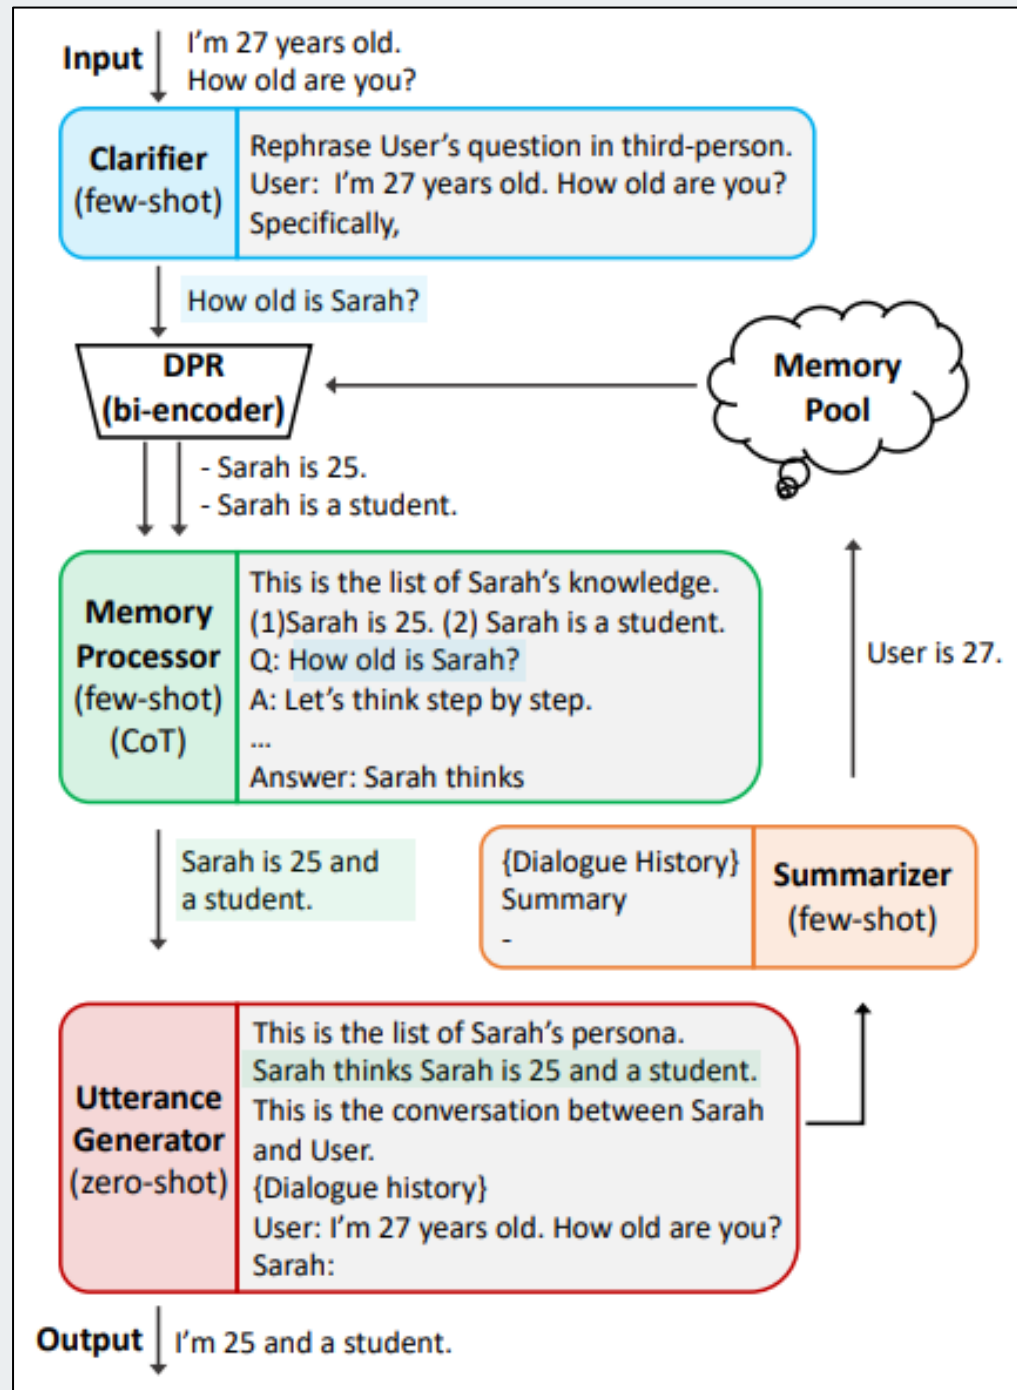 Input
I'm 27 years old.
How old are you?
Clarifier
(few-shot)
Rephrase User's question in third-person.
User:  I'm 27 years old. How old are you?
Specifically,
How old is Sarah?
DPR
(bi-encoder)
Memory
Pool
- Sarah is 25.
- Sarah is a student.
Memory
Processor
(few-shot)
(CoT)
This is the list of Sarah's knowledge.
(1)Sarah is 25. (2) Sarah is a student.
Q: How old is Sarah?
A: Let's think step by step.
...
Answer: Sarah thinks
User is 27.
Sarah is 25 and
a student.
{Dialogue History}
Summary
-
Summarizer
(few-shot)
Utterance
Generator
(zero-shot)
This is the list of Sarah's persona.
Sarah thinks Sarah is 25 and a student.
This is the conversation between Sarah
and User.
{Dialogue history}
User: I'm 27 years old. How old are you?
Sarah:
Output
I'm 25 and a student.